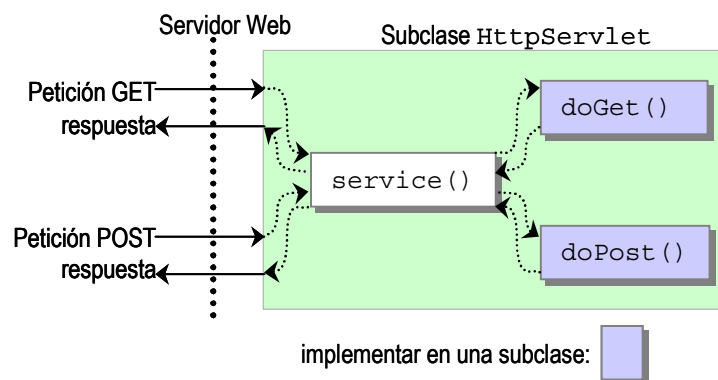 Servidor Web
Subclase HttpServlet
Petición GET
respuesta
doGet()
service()
Petición POST
respuesta
doPost()
implementar en una subclase: